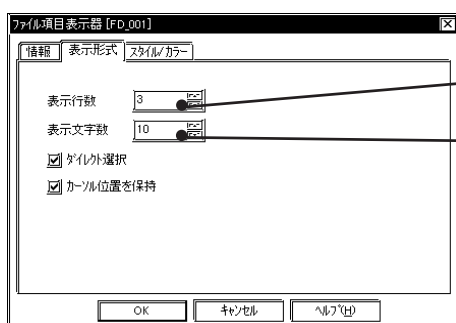 ﾌｧｲﾙ項目表示器 [FD_001]
情報 表示形式 ｽﾀｲﾙ/ｶﾗｰ
表示行数 3
表示文字数 10
ﾀﾞｲﾚｸﾄ選択
ｶｰｿﾙ位置を保持
OK ｷｬﾝｾﾙ ﾍﾙﾌﾟ(H)